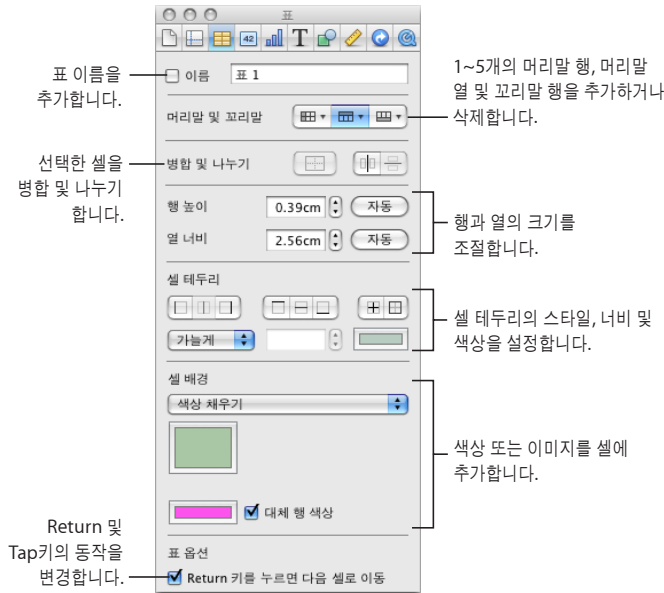 표
42
T
이름 표 1
머리말 및 꼬리말
병합 및 나누기
행 높이 0.39cm 자동
열 너비 2.56cm 자동
셀 테두리
가늘게
셀 배경
색상 채우기
대체 행 색상
표 옵션
Return 키를 누르면 다음 셀로 이동
표 이름을
추가합니다.
선택한 셀을
병합 및 나누기
합니다.
Return 및
Tap키의 동작을
변경합니다.
1~5개의 머리말 행, 머리말
열 및 꼬리말 행을 추가하거나
삭제합니다.
행과 열의 크기를
조절합니다.
셀 테두리의 스타일, 너비 및
색상을 설정합니다.
색상 또는 이미지를 셀에
추가합니다.